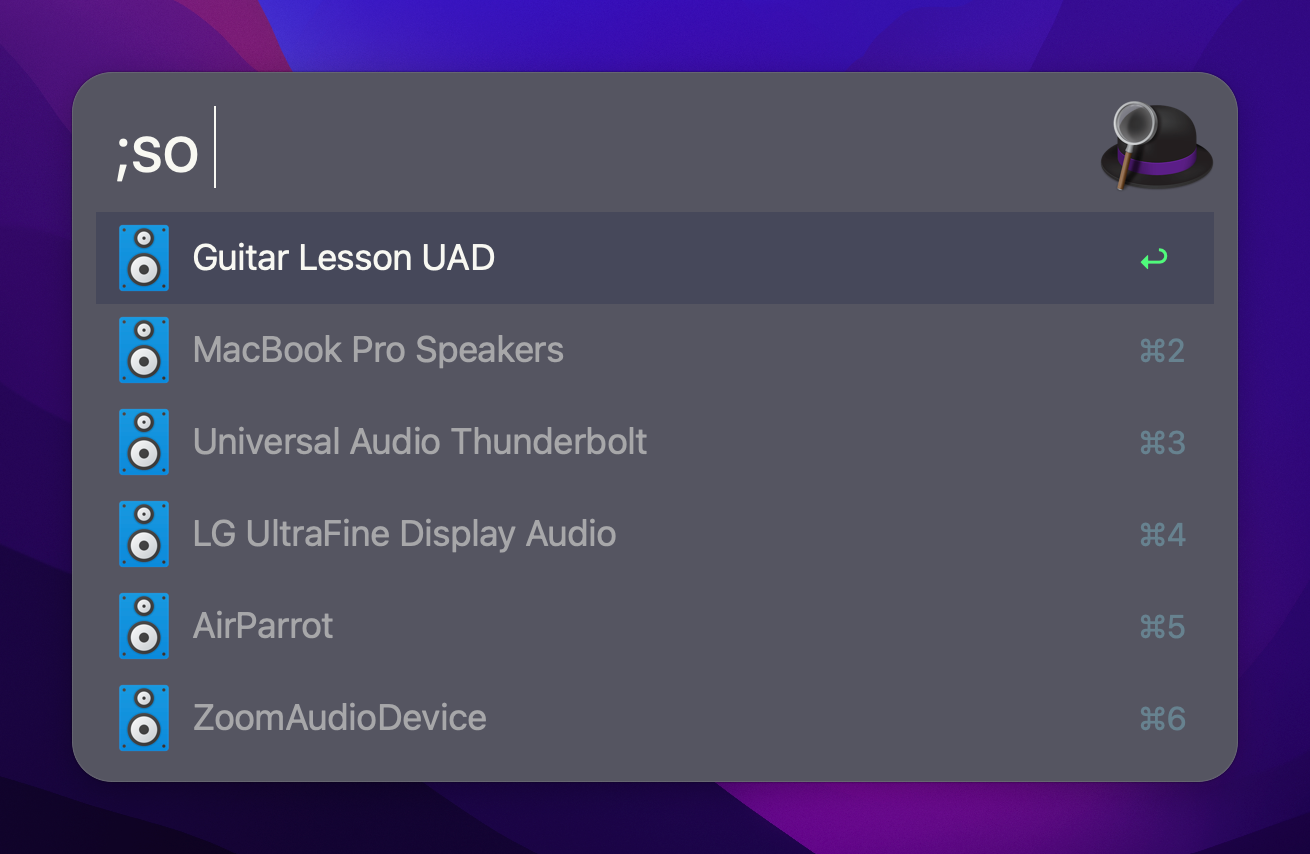 ;so
Guitar Lesson UAD ↩
MacBook Pro Speakers ⌘2
Universal Audio Thunderbolt ⌘3
LG UltraFine Display Audio ⌘4
AirParrot ⌘5
ZoomAudioDevice ⌘6